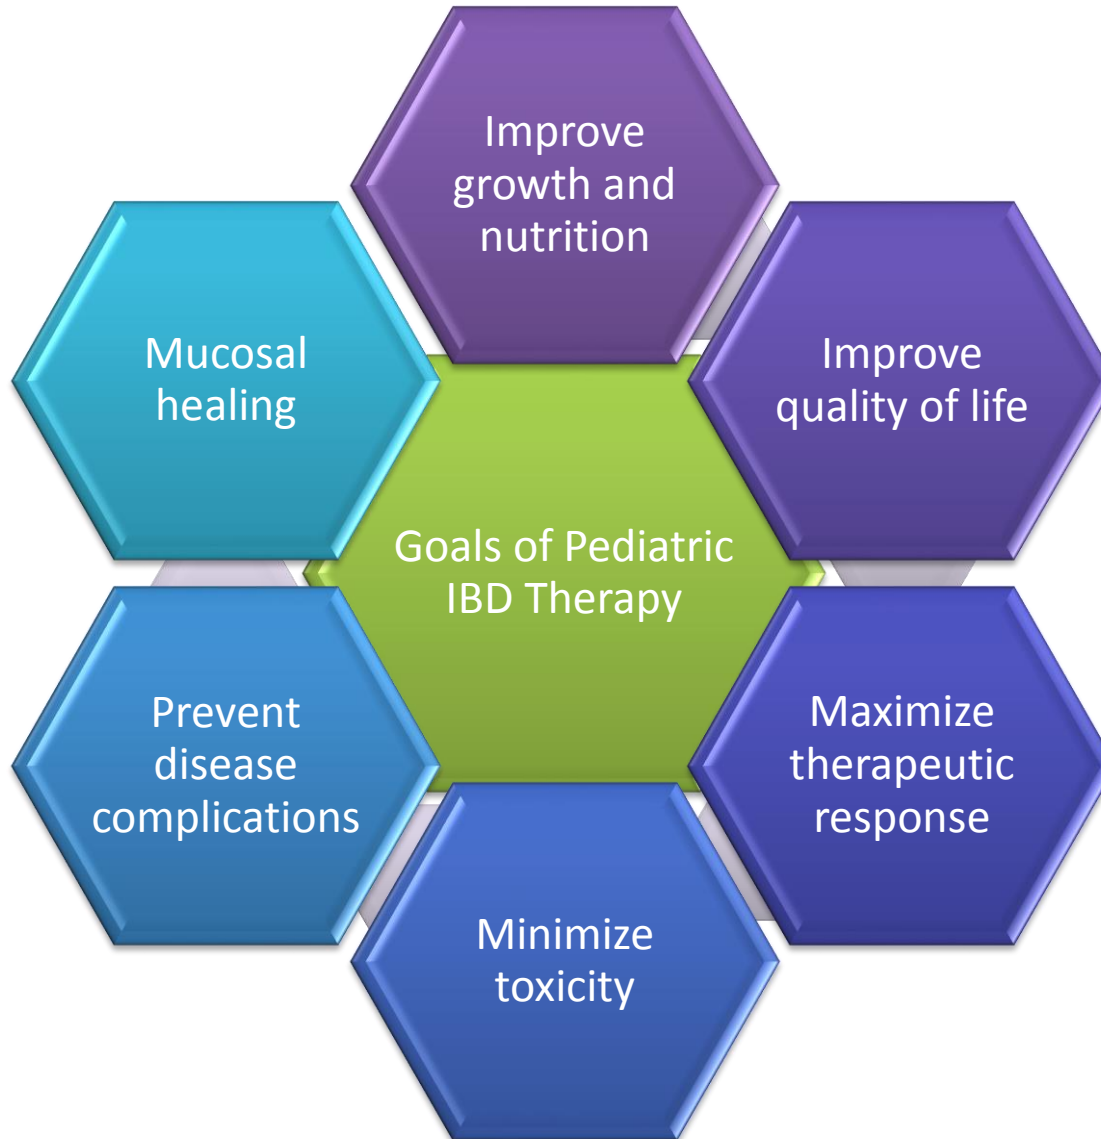 Improve
growth and
nutrition
Mucosal
healing
Improve
quality of life
Goals of Pediatric
IBD Therapy
Prevent
disease
complications
Maximize
therapeutic
response
Minimize
toxicity